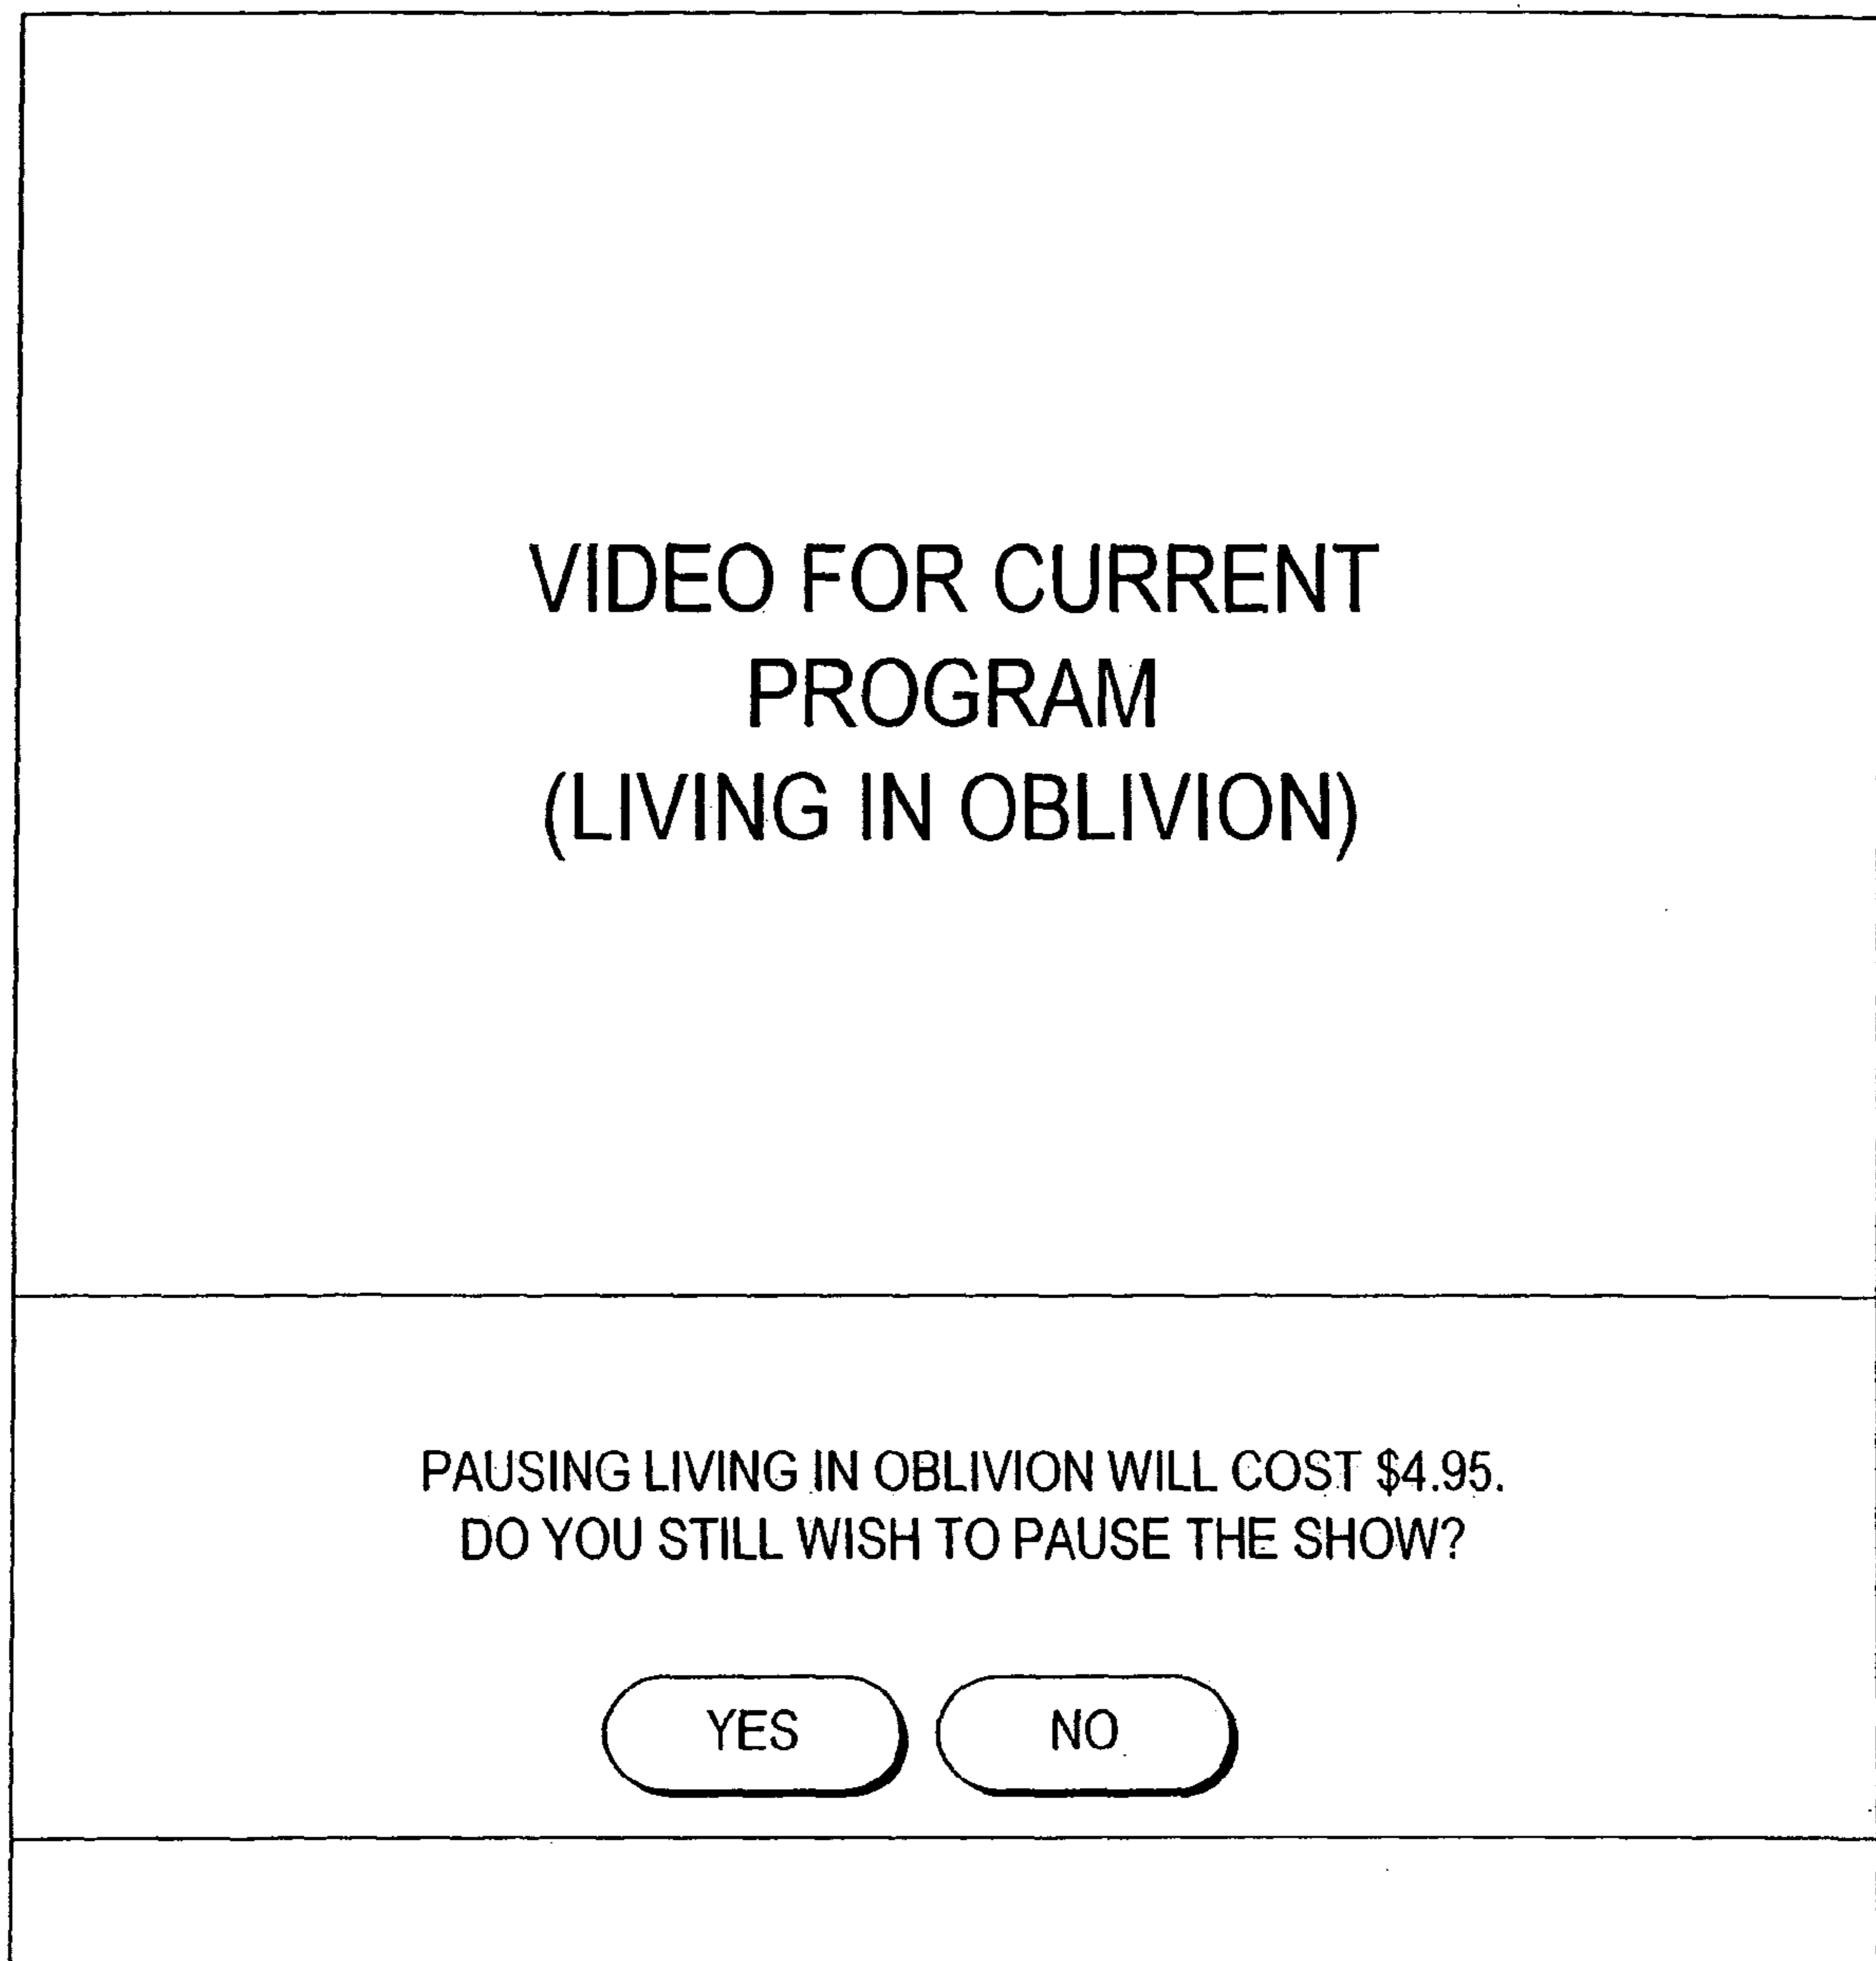 VIDEO FOR CURRENT
PROGRAM
(LIVING IN OBLIVION)
PAUSING LIVING IN OBLIVION WILL COST $4.95.
DO YOU STILL WISH TO PAUSE THE SHOW?
YES NO